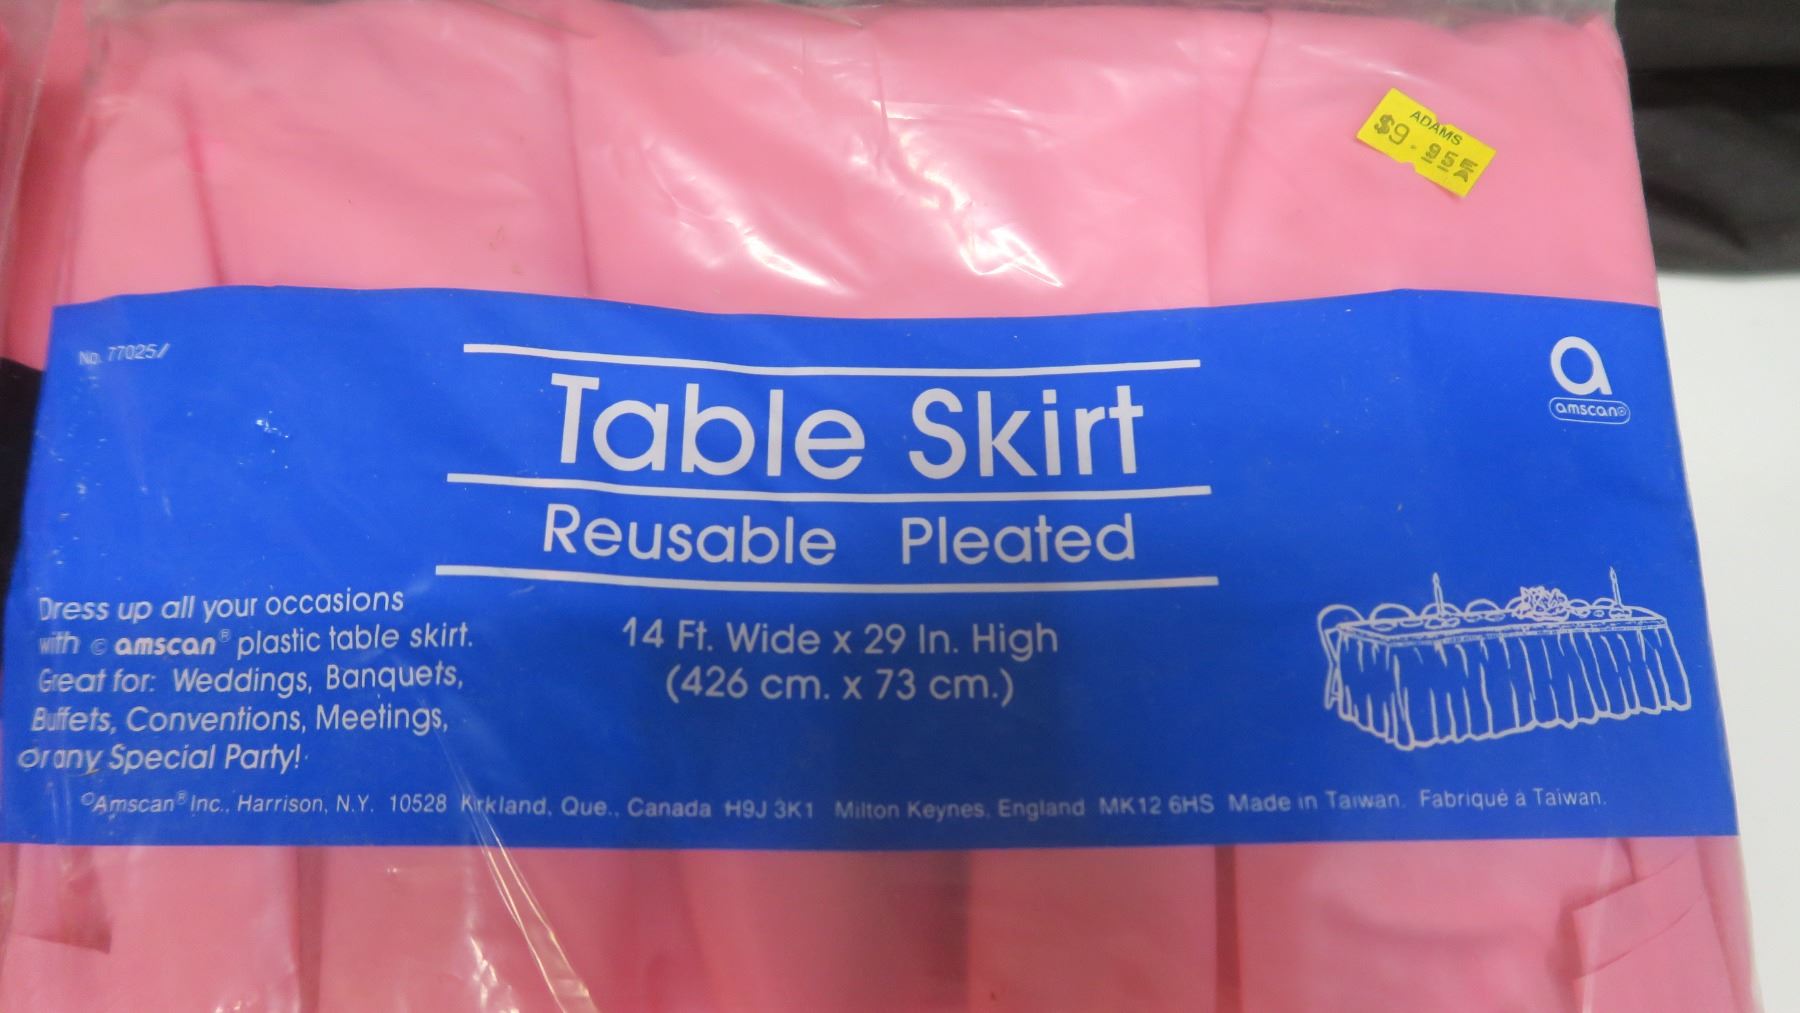 ADAMS
$9.95
No. 77025/
a
amscan®
Table Skirt
Reusable Pleated
14 Ft. Wide x 29 In. High
(426 cm. x 73 cm.)
Dress up all your occasions
with © amscan® plastic table skirt.
Great for: Weddings, Banquets,
Buffets, Conventions, Meetings,
or any Special Party!
©Amscan® Inc., Harrison, N.Y. 10528 Kirkland, Que., Canada H9J 3K1 Milton Keynes, England MK12 6HS Made in Taiwan. Fabriqué à Taiwan.